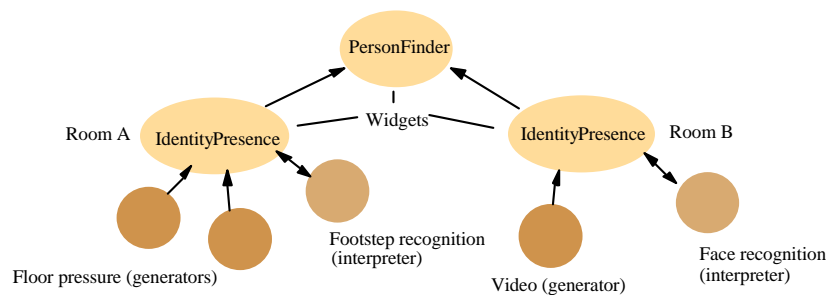 PersonFinder
Room A
IdentityPresence
Widgets
IdentityPresence
Room B
Footstep recognition
(interpreter)
Floor pressure (generators)
Video (generator)
Face recognition
(interpreter)